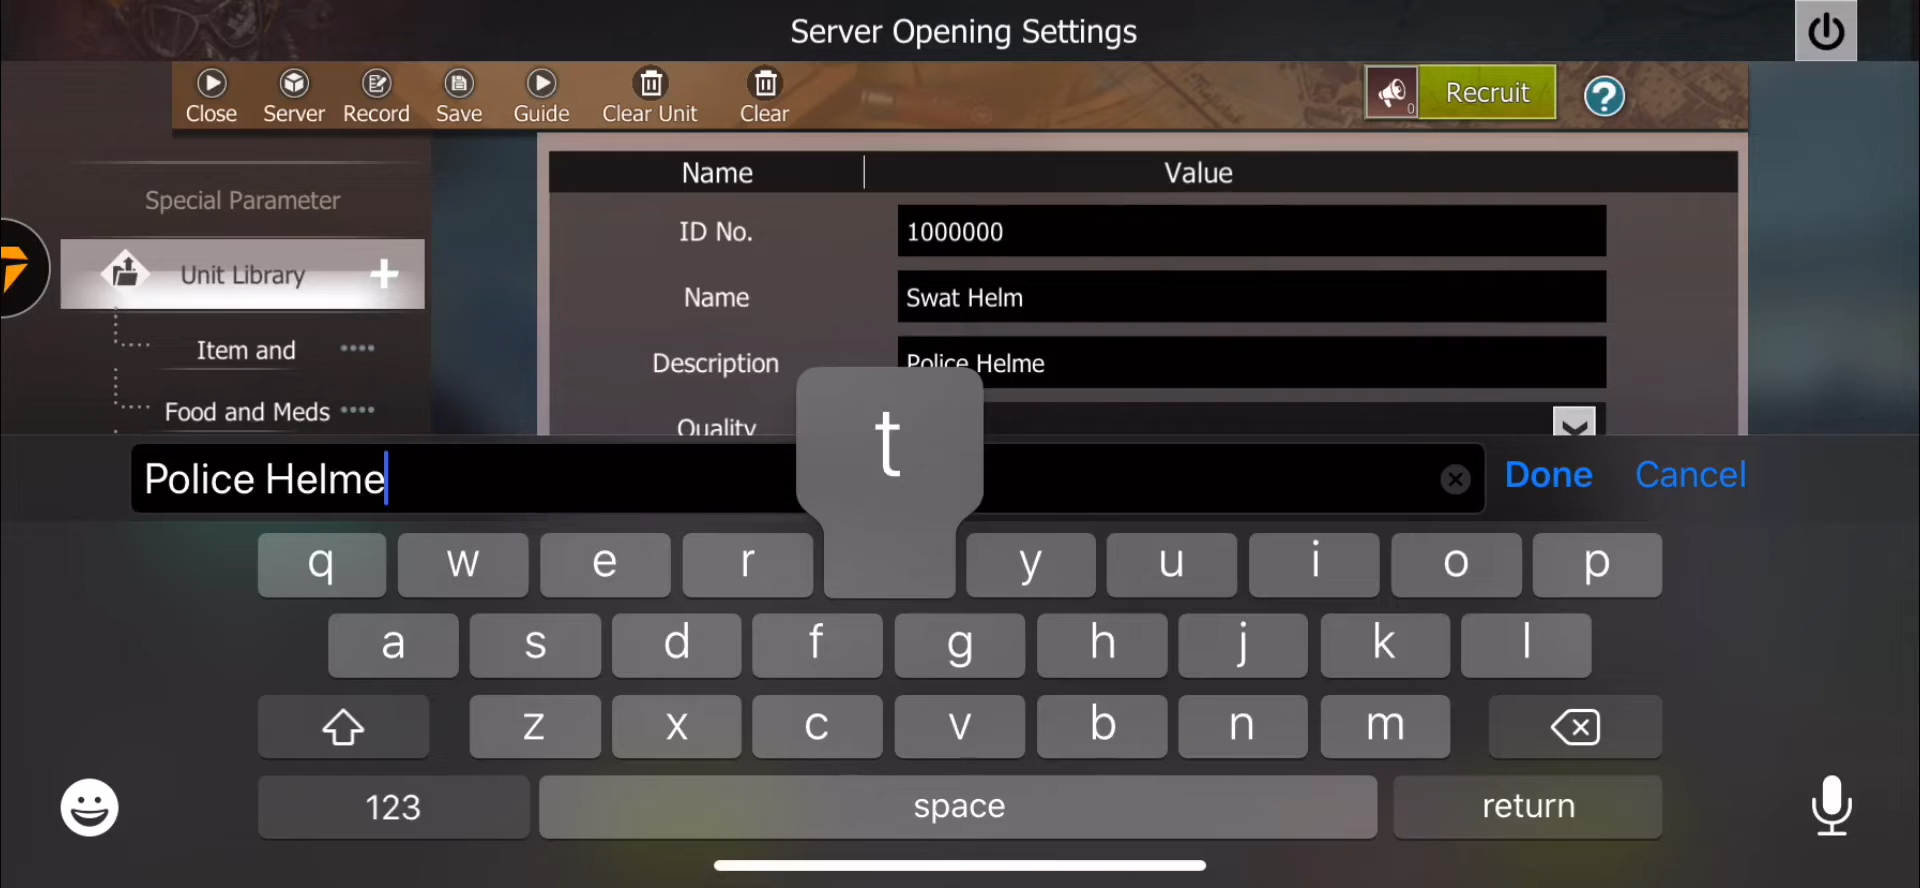 Server Opening Settings
Close
Server
Record
Save
Guide
Clear Unit
Clear
0
Recruit
?
Special Parameter
Unit Library
Item and
Food and Meds
Name
Value
ID No.
1000000
Name
Swat Helm
Description
Police Helme
Quality
Police Helme
Done
Cancel
t
q w e r y u i o p
a s d f g h j k l
z x c v b n m
123
space
return